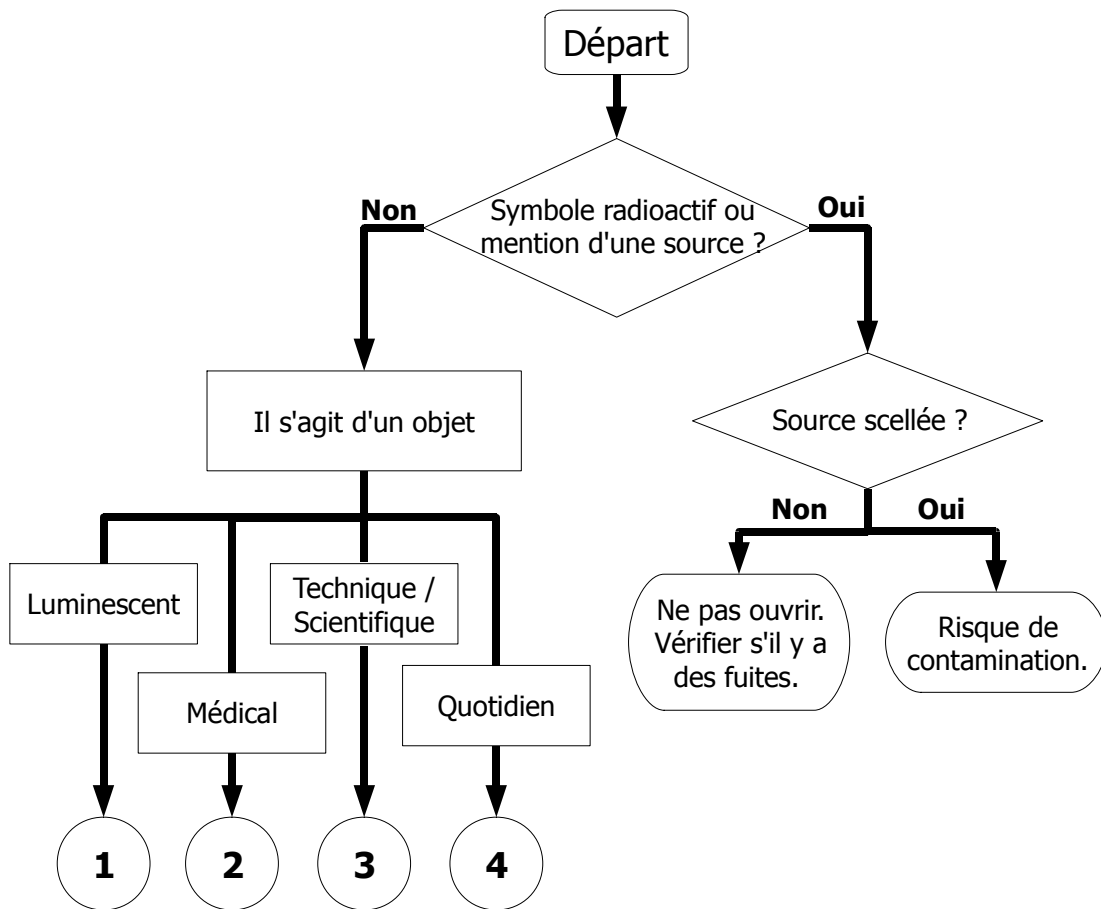 Départ
Symbole radioactif ou
mention d'une source ?
Non
Oui
Il s'agit d'un objet
Source scellée ?
Non
Oui
Luminescent
Médical
Technique /
Scientifique
Quotidien
Ne pas ouvrir.
Vérifier s'il y a
des fuites.
Risque de
contamination.
1
2
3
4